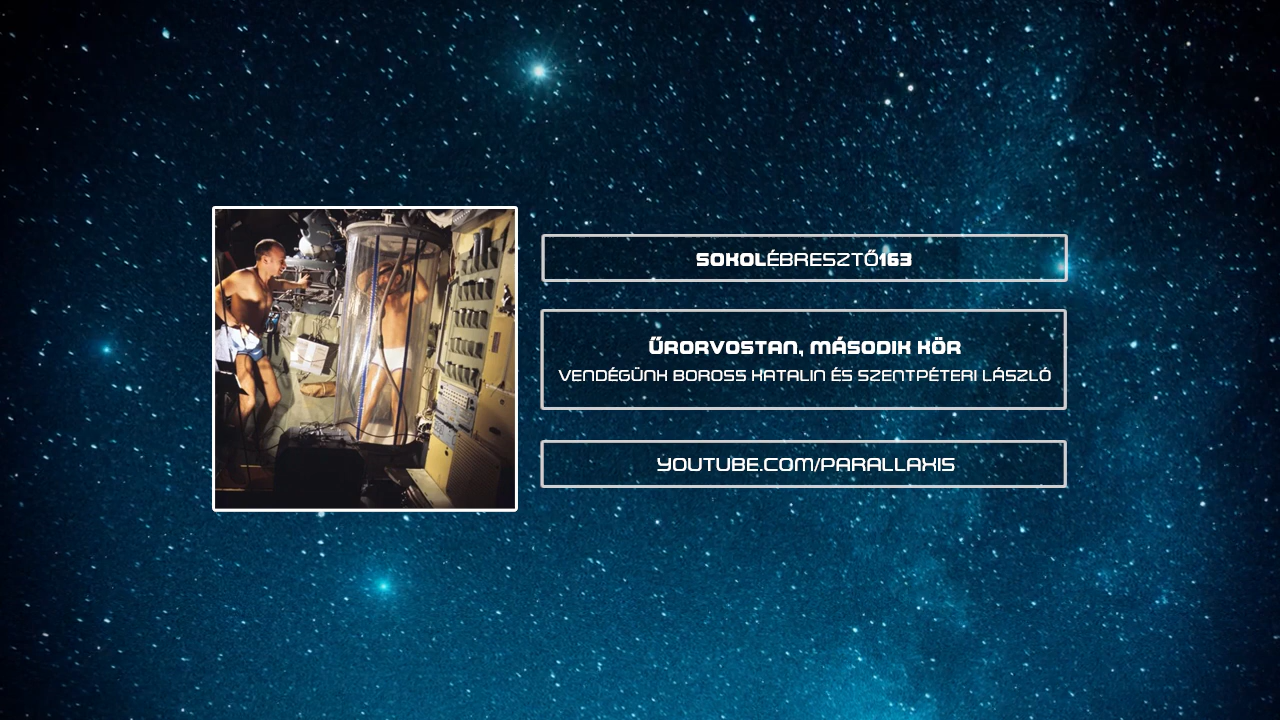 SOKOLÉBRESZTŐ163
ŰRORVOSTAN, MÁSODIK KÖR
VENDÉGÜNK BOROSS KATALIN ÉS SZENTPÉTERI LÁSZLÓ
YOUTUBE.COM/PARALLAXIS